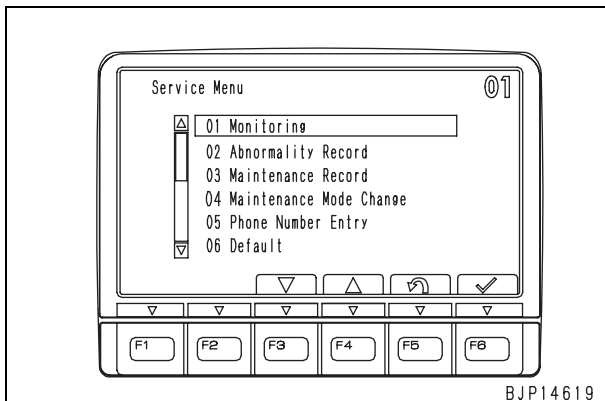 Service Menu 01
01 Monitoring
02 Abnormality Record
03 Maintenance Record
04 Maintenance Mode Change
05 Phone Number Entry
06 Default
F1 F2 F3 F4 F5 F6
BJP14619